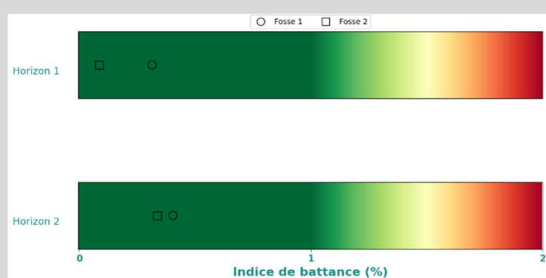 Fosse 1 Fosse 2
Horizon 1
Horizon 2
0 1 2
Indice de battance (%)